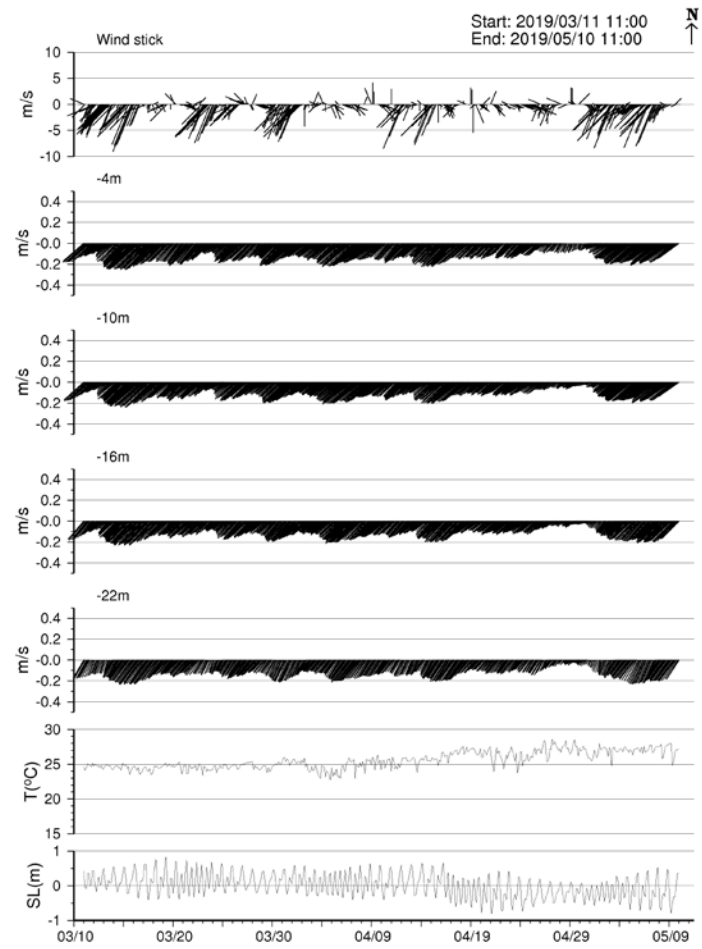 Start: 2019/03/11 11:00
End: 2019/05/10 11:00
N
Wind stick
10
5
0
-5
-10
m/s
-4m
0.4
0.2
-0.0
-0.2
-0.4
m/s
-10m
0.4
0.2
-0.0
-0.2
-0.4
m/s
-16m
0.4
0.2
-0.0
-0.2
-0.4
m/s
-22m
0.4
0.2
-0.0
-0.2
-0.4
m/s
30
25
20
15
T(°C)
1
0
-1
SL(m)
03/10 03/20 03/30 04/09 04/19 04/29 05/09